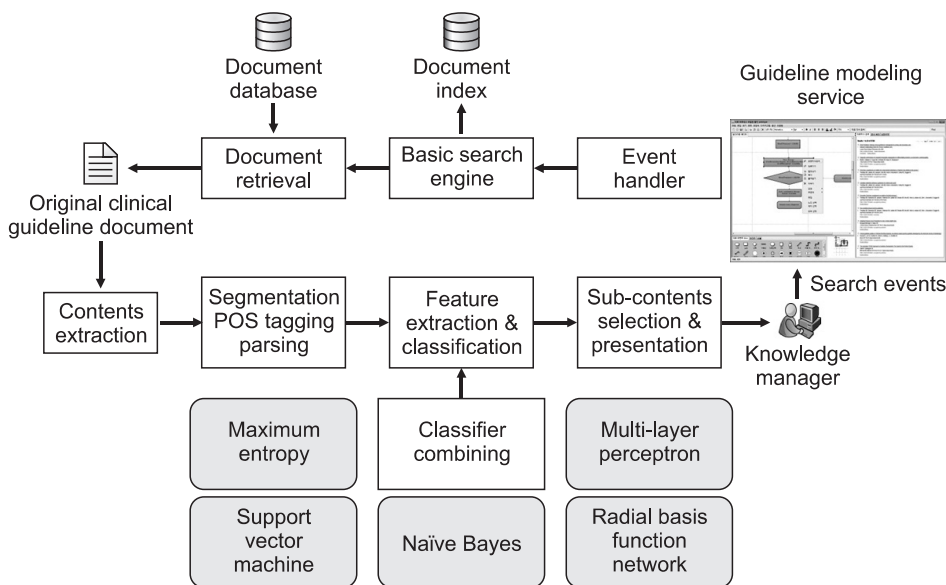 Document
database
Document
index
Guideline modeling
service
Document
retrieval
Basic search
engine
Event
handler
Original clinical
guideline document
Search events
Contents
extraction
Segmentation
POS tagging
parsing
Feature
extraction &
classification
Sub-contents
selection &
presentation
Knowledge
manager
Maximum
entropy
Classifier
combining
Multi-layer
perceptron
Support
vector
machine
Naïve Bayes
Radial basis
function
network